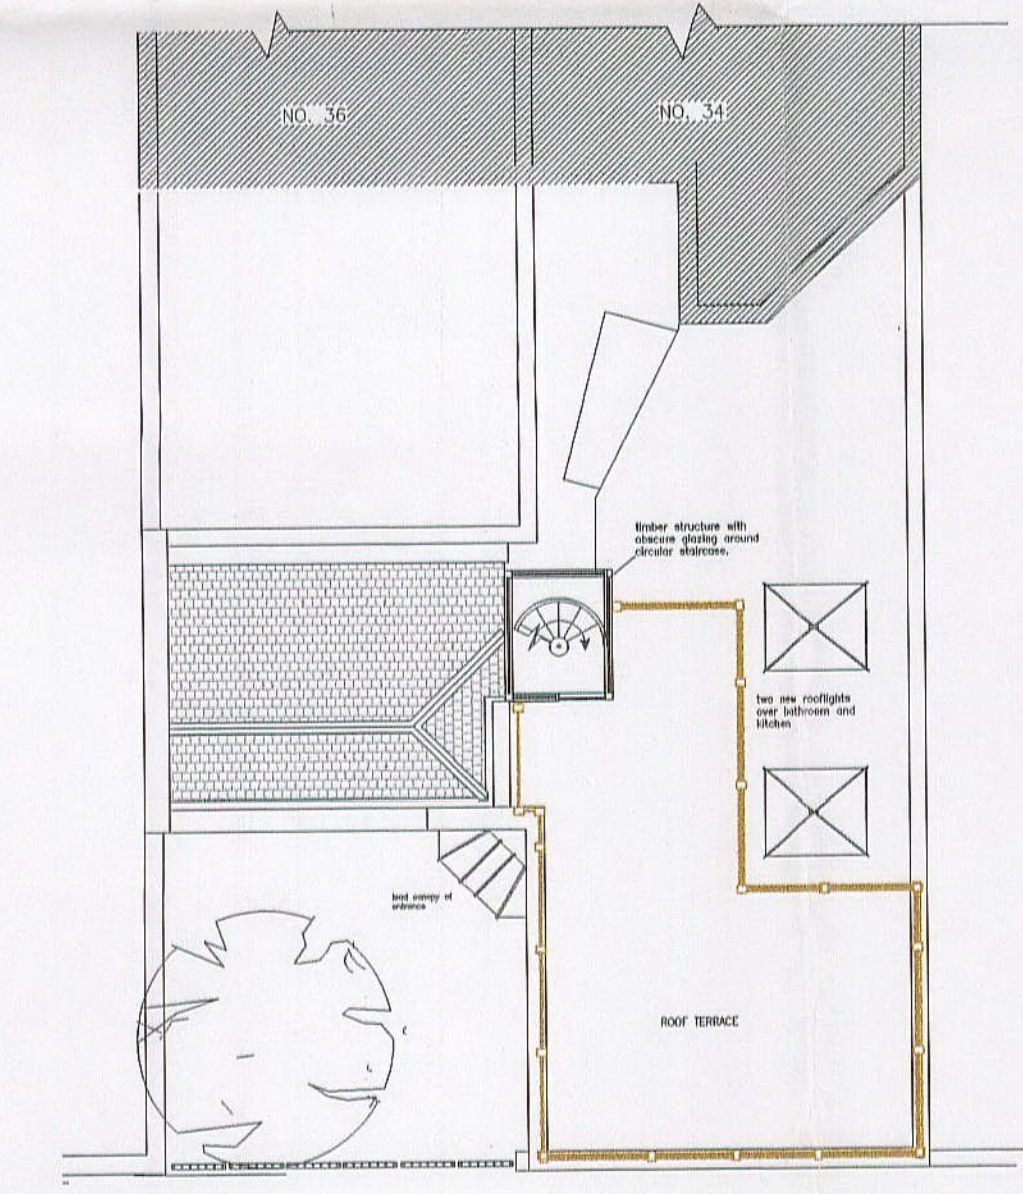 NO. 36
NO. 34
timber structure with
obscure glazing around
circular staircase.
two new rooflights
over bathroom and
kitchen
lead canopy at
entrance
ROOF TERRACE